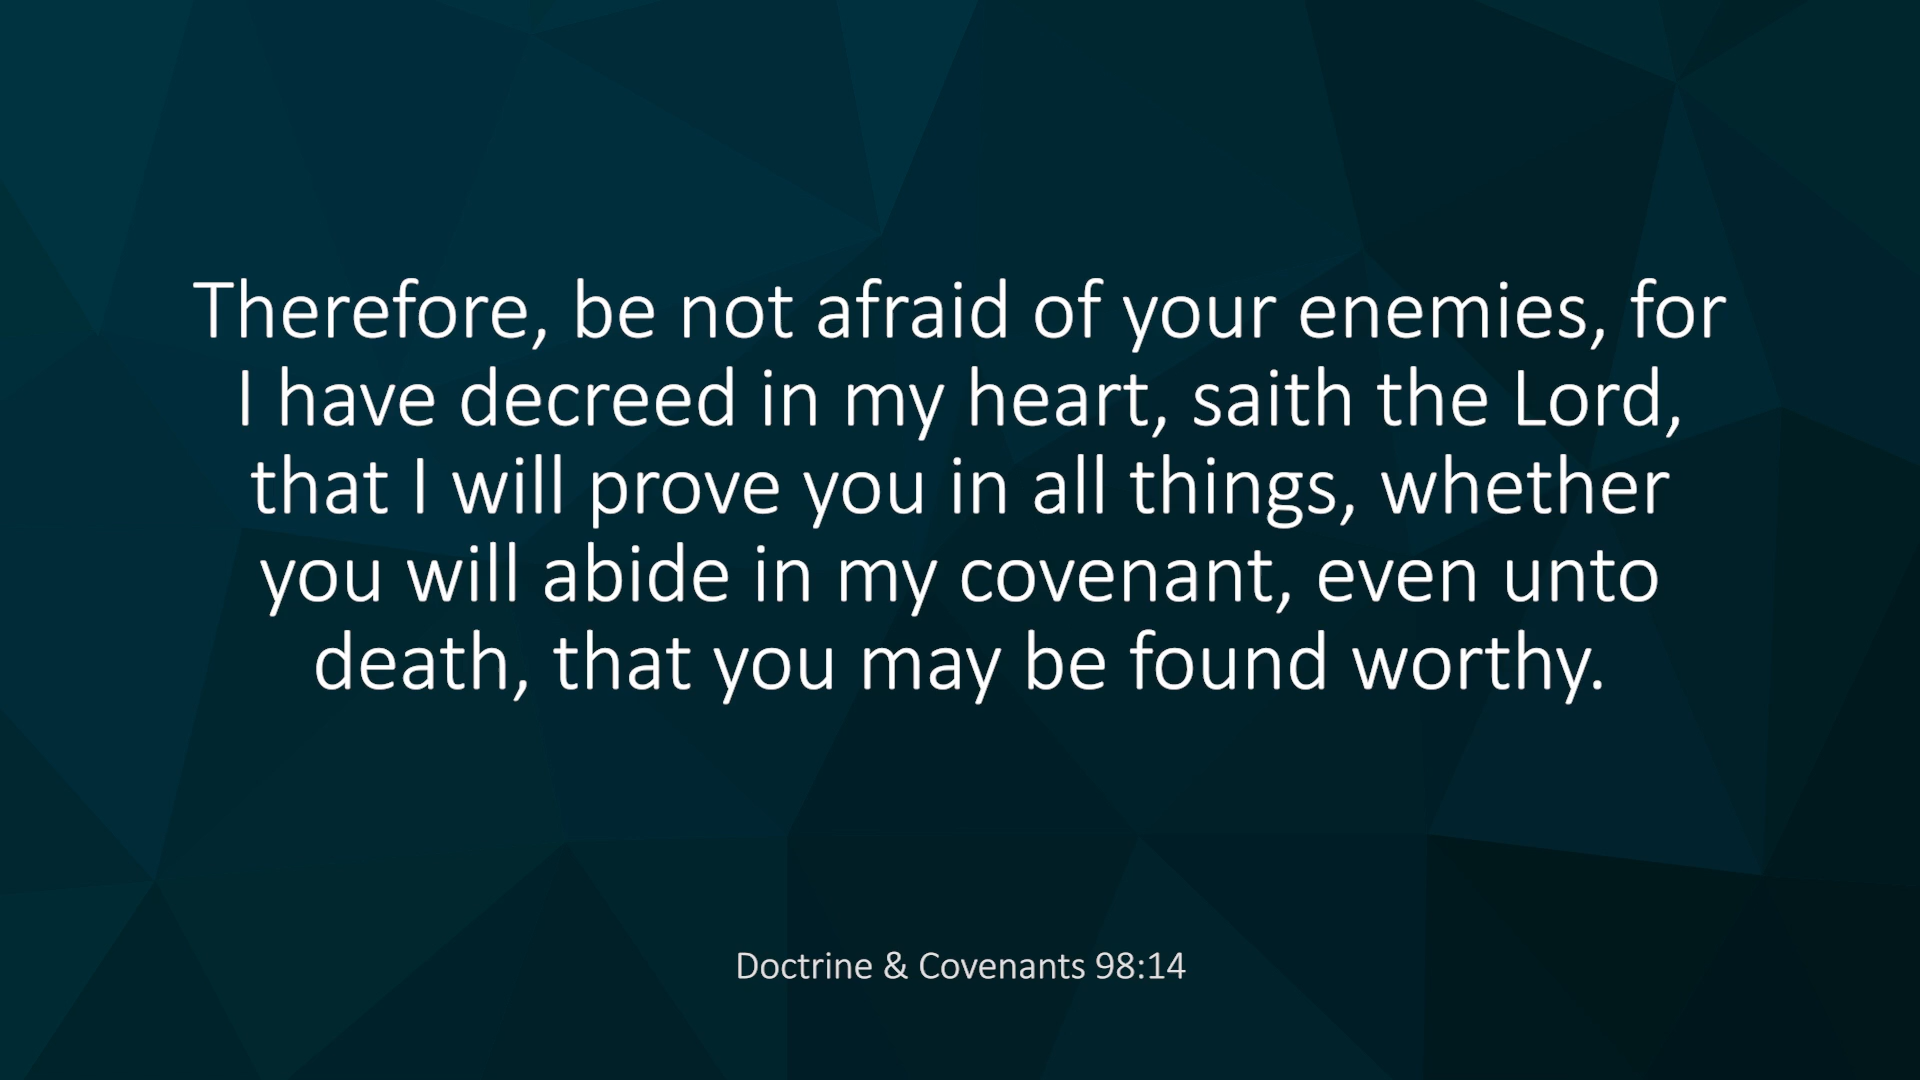 Therefore, be not afraid of your enemies, for
I have decreed in my heart, saith the Lord,
that I will prove you in all things, whether
you will abide in my covenant, even unto
death, that you may be found worthy.
Doctrine & Covenants 98:14